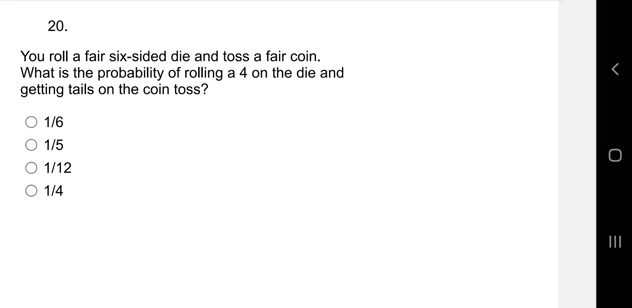 20.
You roll a fair six-sided die and toss a fair coin.
What is the probability of rolling a 4 on the die and
getting tails on the coin toss?
1/6
1/5
1/12
1/4